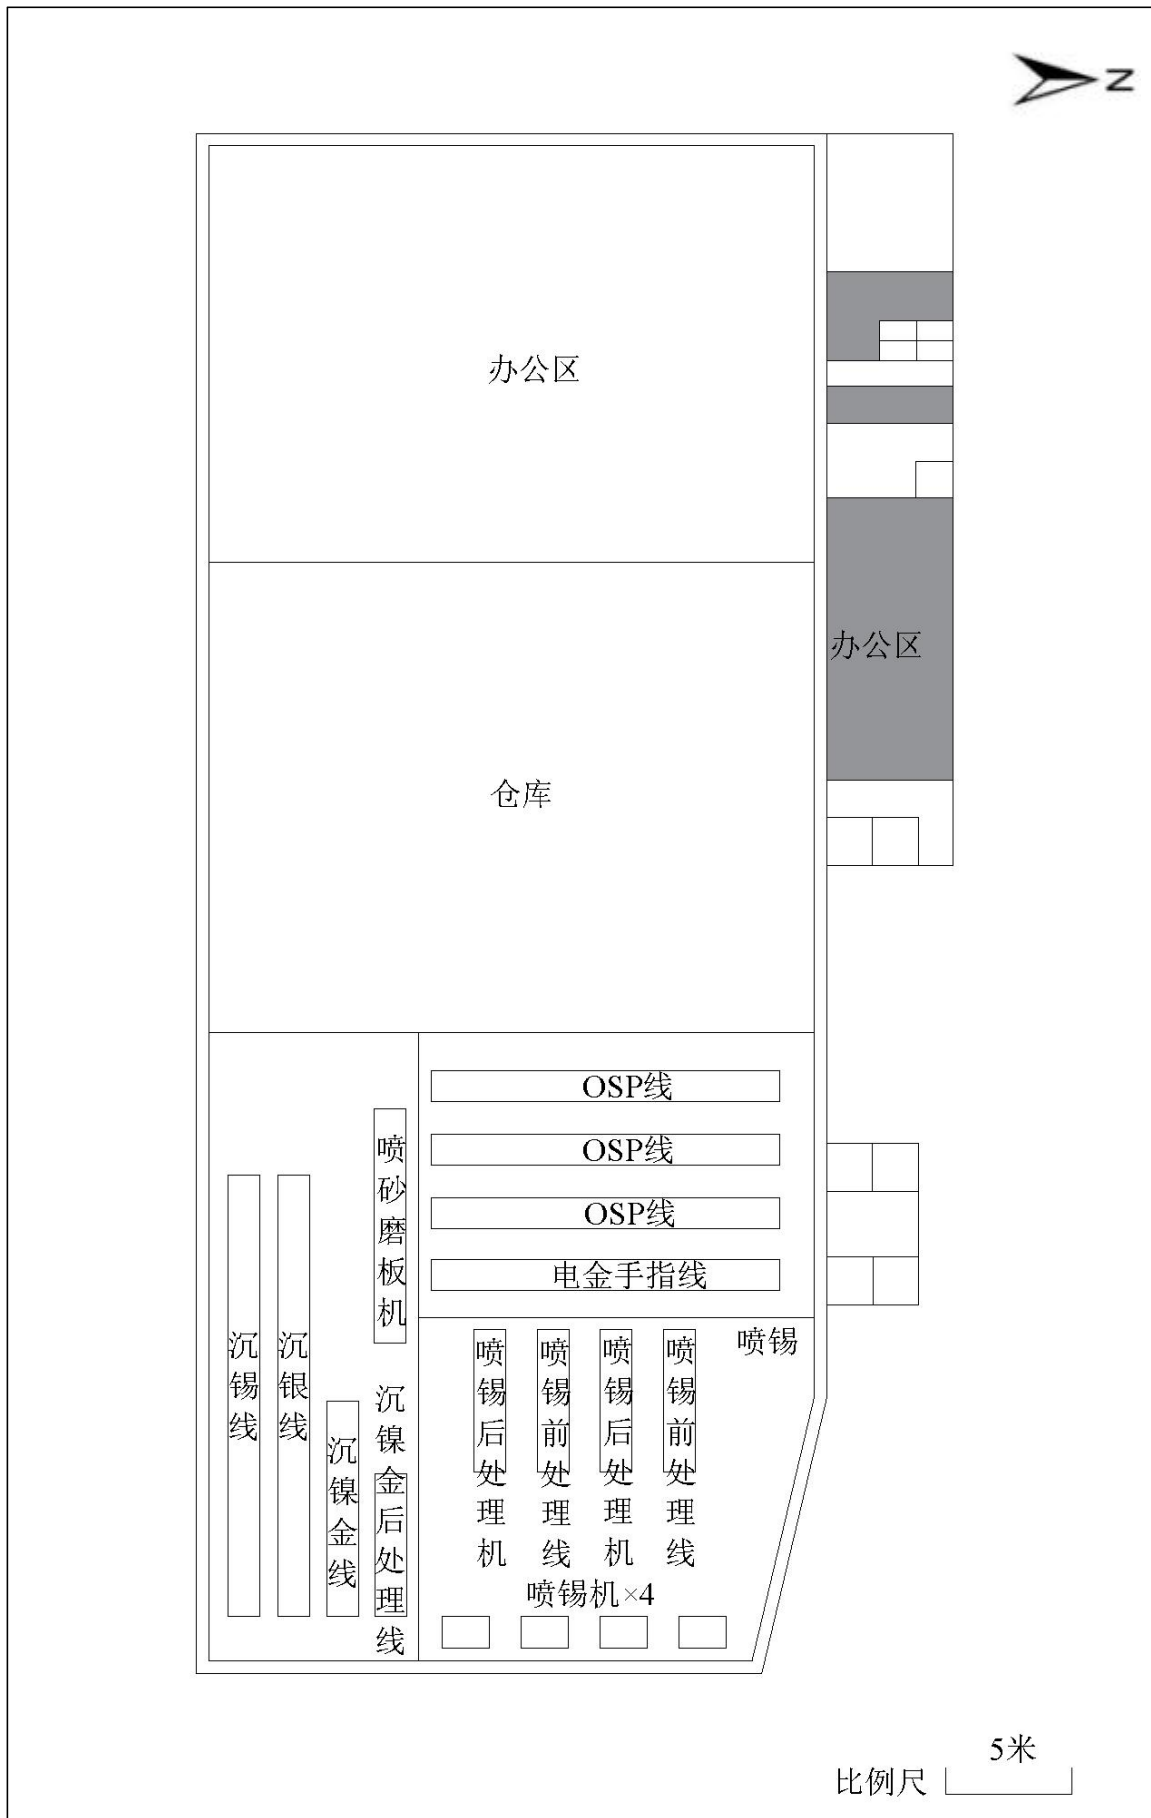 N
办公区
办公区
仓库
OSP线
OSP线
OSP线
电金手指线
喷砂磨板机
沉锡线
沉银线
沉镍金线
沉镍金后处理线
喷锡后处理机
喷锡前处理线
喷锡后处理机
喷锡前处理线
喷锡
喷锡机×4
5米
比例尺